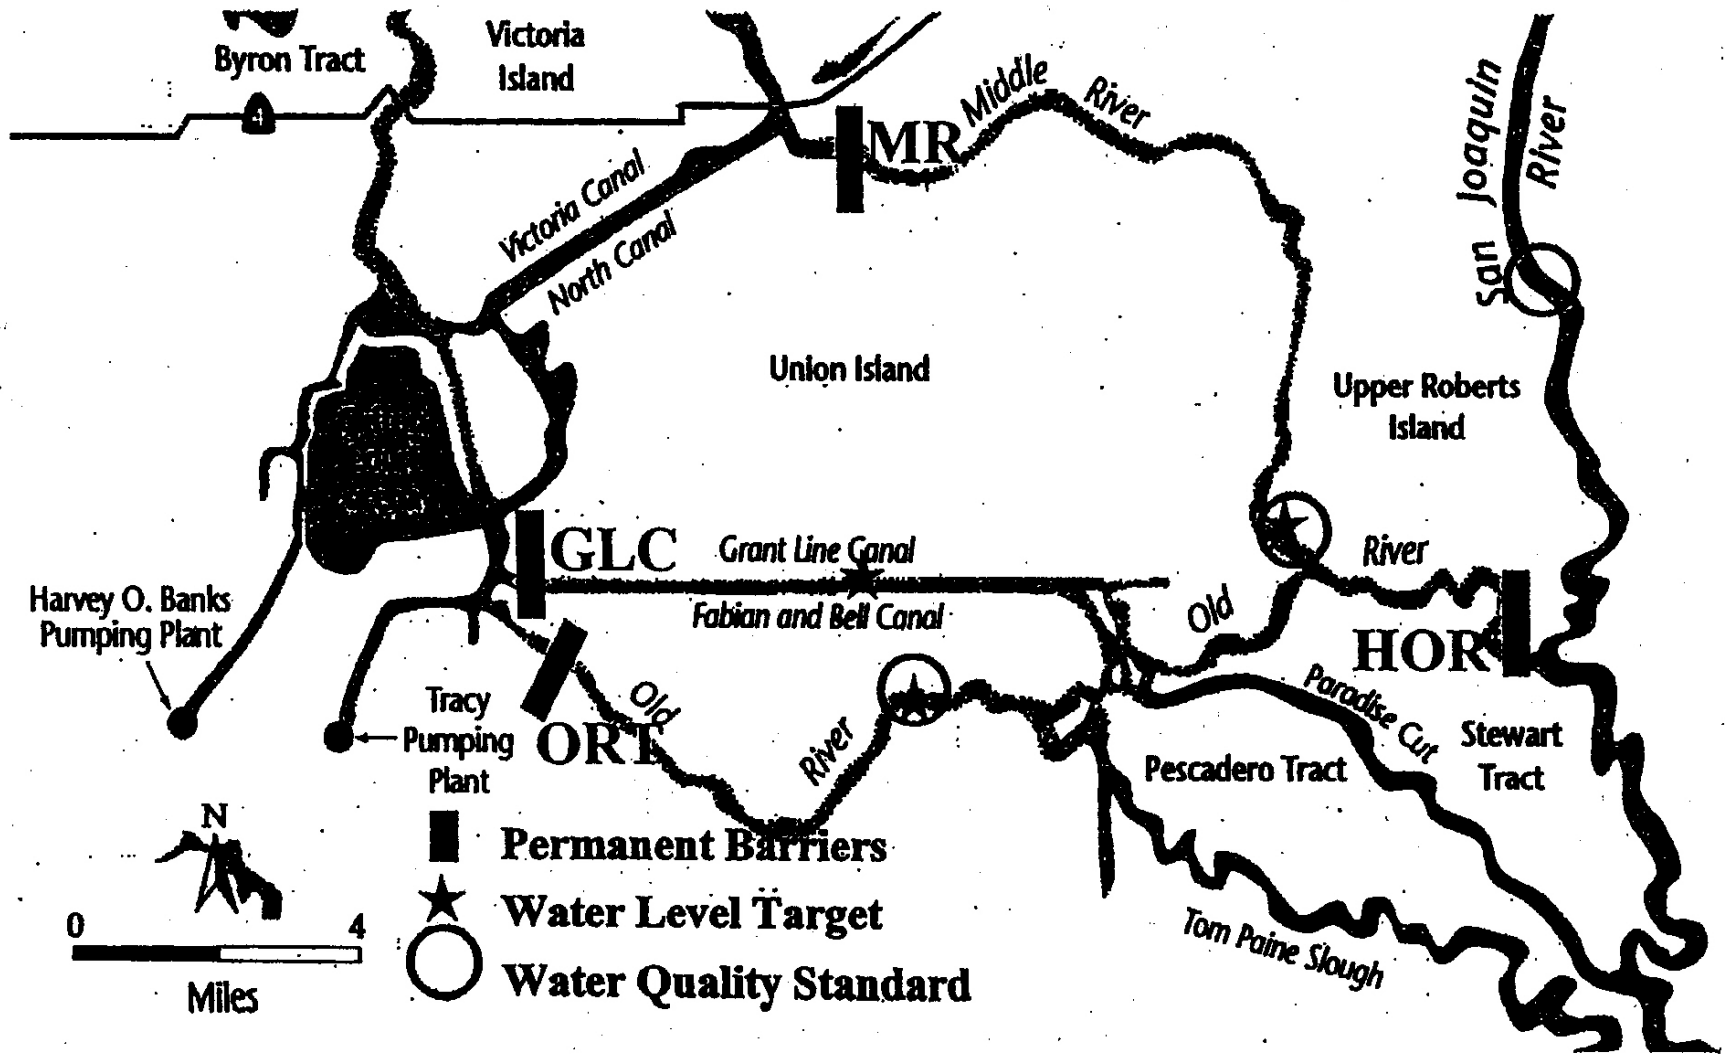 Byron Tract
Victoria
Island
4
MR
Middle
River
San
Joaquin
River
Victoria Canal
North Canal
Union Island
Upper Roberts
Island
GLC
Grant Line Canal
Fabian and Bell Canal
Old
River
HOR
Harvey O. Banks
Pumping Plant
Tracy
Pumping
Plant
ORT
Old
River
Paradise Cut
Stewart
Tract
Pescadero Tract
Tom Paine Slough
N
0
4
Miles
Permanent Barriers
Water Level Target
Water Quality Standard